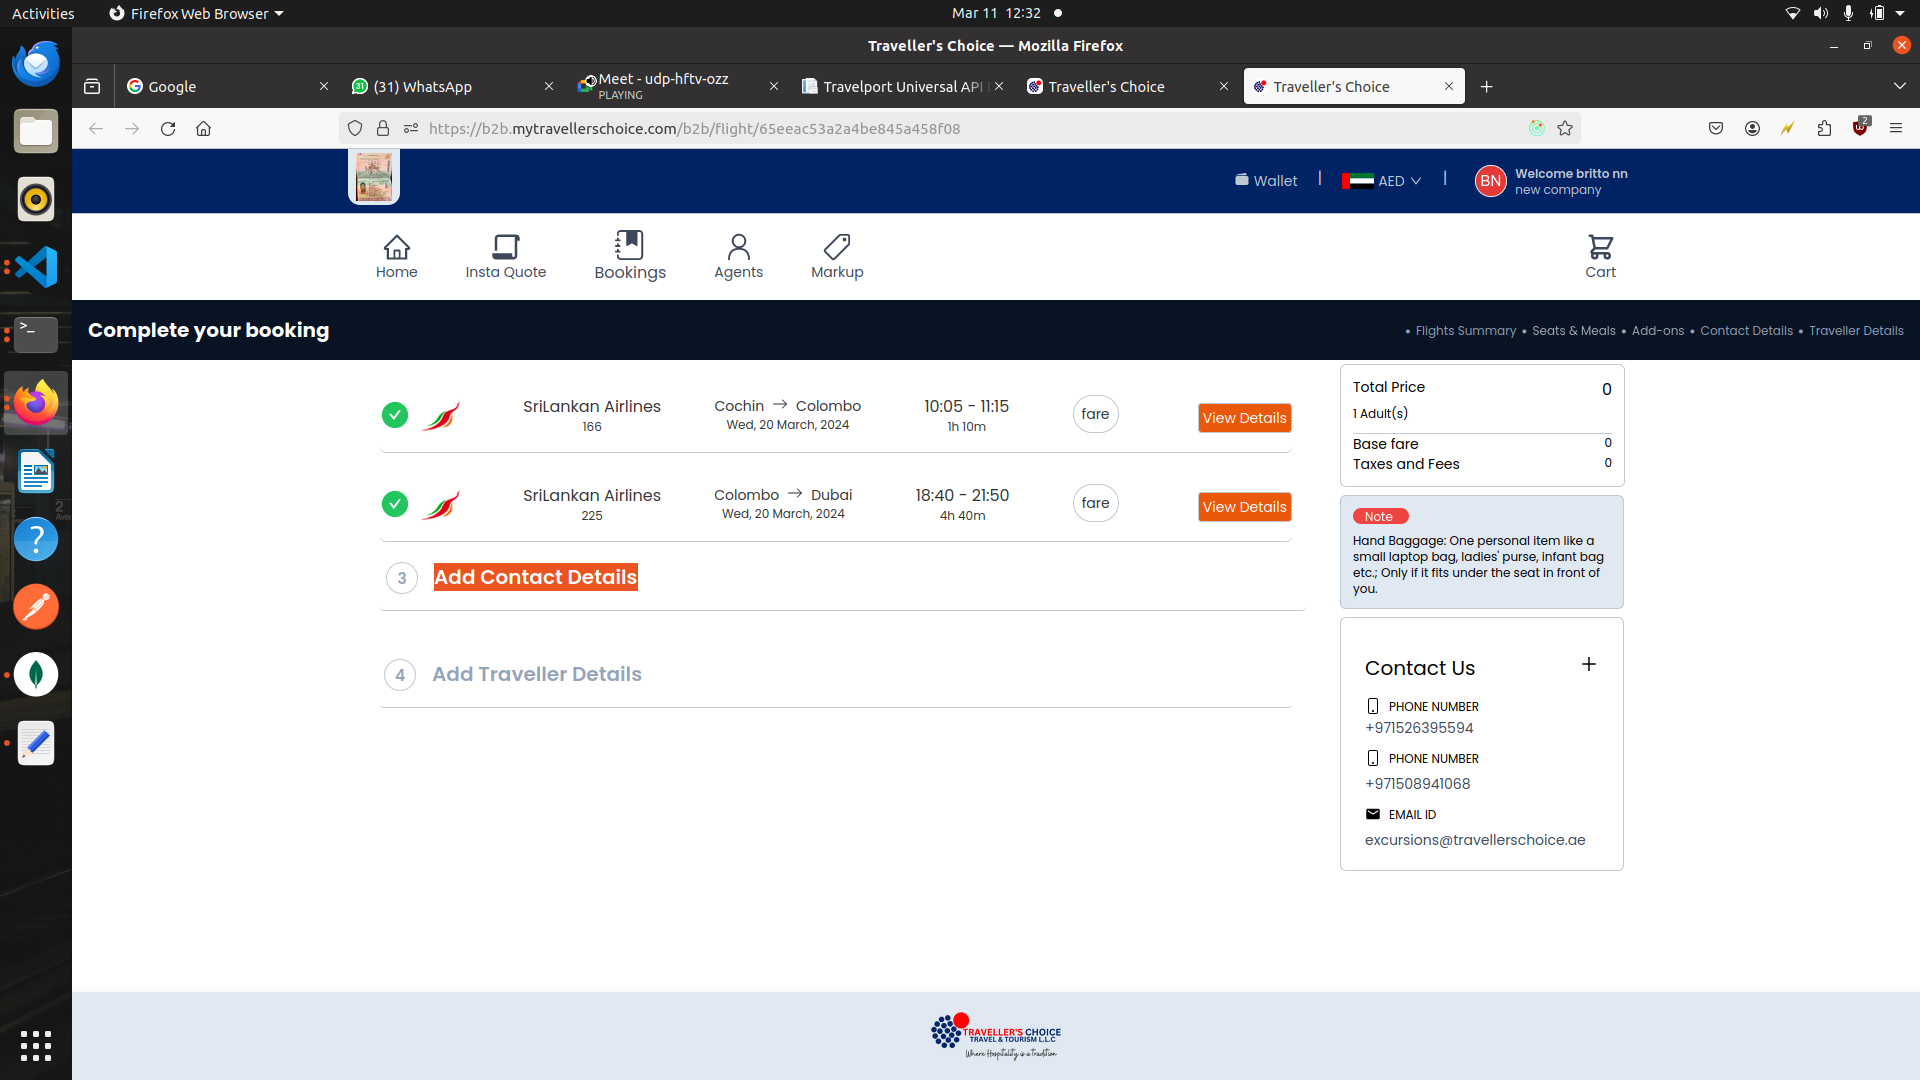 Activities
Firefox Web Browser
Mar 11 12:32
Traveller's Choice — Mozilla Firefox
Google
(31) WhatsApp
Meet - udp-hftv-ozz
PLAYING
Travelport Universal API
Traveller's Choice
Traveller's Choice
https://b2b.mytravellerschoice.com/b2b/flight/65eeac53a2a4be845a458f08
2
Wallet
AED
BN
Welcome britto nn
new company
Home
Insta Quote
Bookings
Agents
Markup
Cart
Complete your booking
• Flights Summary • Seats & Meals • Add-ons • Contact Details • Traveller Details
SriLankan Airlines
166
Cochin → Colombo
Wed, 20 March, 2024
10:05 - 11:15
1h 10m
fare
View Details
SriLankan Airlines
225
Colombo → Dubai
Wed, 20 March, 2024
18:40 - 21:50
4h 40m
fare
View Details
3 Add Contact Details
4 Add Traveller Details
Total Price 0
1 Adult(s)
Base fare 0
Taxes and Fees 0
Note
Hand Baggage: One personal item like a
small laptop bag, ladies' purse, infant bag
etc.; Only if it fits under the seat in front of
you.
Contact Us +
PHONE NUMBER
+971526395594
PHONE NUMBER
+971508941068
EMAIL ID
excursions@travellerschoice.ae
TRAVELLER'S CHOICE
TRAVEL & TOURISM L.L.C
Where Hospitality is a Tradition